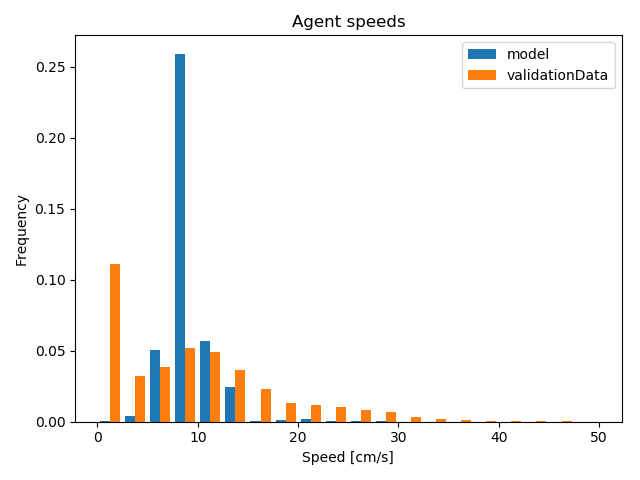 Agent speeds
model
validationData
Frequency
0.25
0.20
0.15
0.10
0.05
0.00
0 10 20 30 40 50
Speed [cm/s]